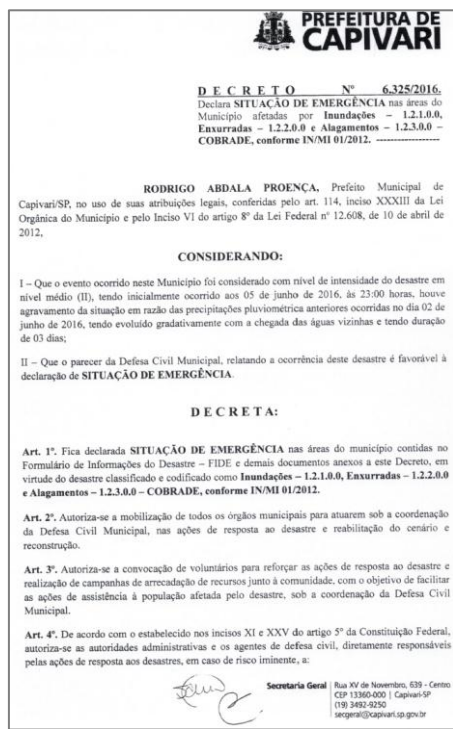 PREFEITURA DE
CAPIVARI
DECRETO Nº 6.325/2016.
Declara SITUAÇÃO DE EMERGÊNCIA nas áreas do
Município afetadas por Inundações – 1.2.1.0.0,
Enxurradas – 1.2.2.0.0 e Alagamentos – 1.2.3.0.0 –
COBRADE, conforme IN/MI 01/2012. ------------------
RODRIGO ABDALA PROENÇA, Prefeito Municipal de
Capivari/SP, no uso de suas atribuições legais, conferidas pelo art. 114, inciso XXXIII da Lei
Orgânica do Município e pelo Inciso VI do artigo 8º da Lei Federal nº 12.608, de 10 de abril de
2012,
CONSIDERANDO:
I – Que o evento ocorrido neste Município foi considerado com nível de intensidade do desastre em
nível médio (II), tendo inicialmente ocorrido aos 05 de junho de 2016, às 23:00 horas, houve
agravamento da situação em razão das precipitações pluviométrica anteriores ocorridas no dia 02 de
junho de 2016, tendo evoluído gradativamente com a chegada das águas vizinhas e tendo duração
de 03 dias;
II – Que o parecer da Defesa Civil Municipal, relatando a ocorrência deste desastre é favorável à
declaração de SITUAÇÃO DE EMERGÊNCIA.
DECRETA:
Art. 1º. Fica declarada SITUAÇÃO DE EMERGÊNCIA nas áreas do município contidas no
Formulário de Informações do Desastre – FIDE e demais documentos anexos a este Decreto, em
virtude do desastre classificado e codificado como Inundações – 1.2.1.0.0, Enxurradas – 1.2.2.0.0
e Alagamentos – 1.2.3.0.0 – COBRADE, conforme IN/MI 01/2012.
Art. 2º. Autoriza-se a mobilização de todos os órgãos municipais para atuarem sob a coordenação
da Defesa Civil Municipal, nas ações de resposta ao desastre e reabilitação do cenário e
reconstrução.
Art. 3º. Autoriza-se a convocação de voluntários para reforçar as ações de resposta ao desastre e
realização de campanhas de arrecadação de recursos junto à comunidade, com o objetivo de facilitar
as ações de assistência à população afetada pelo desastre, sob a coordenação da Defesa Civil
Municipal.
Art. 4º. De acordo com o estabelecido nos incisos XI e XXV do artigo 5º da Constituição Federal,
autoriza-se as autoridades administrativas e os agentes de defesa civil, diretamente responsáveis
pelas ações de resposta aos desastres, em caso de risco iminente, a:
Secretaria Geral
Rua XV de Novembro, 639 - Centro
CEP 13360-000 | Capivari-SP
(19) 3492-9250
secgeral@capivari.sp.gov.br